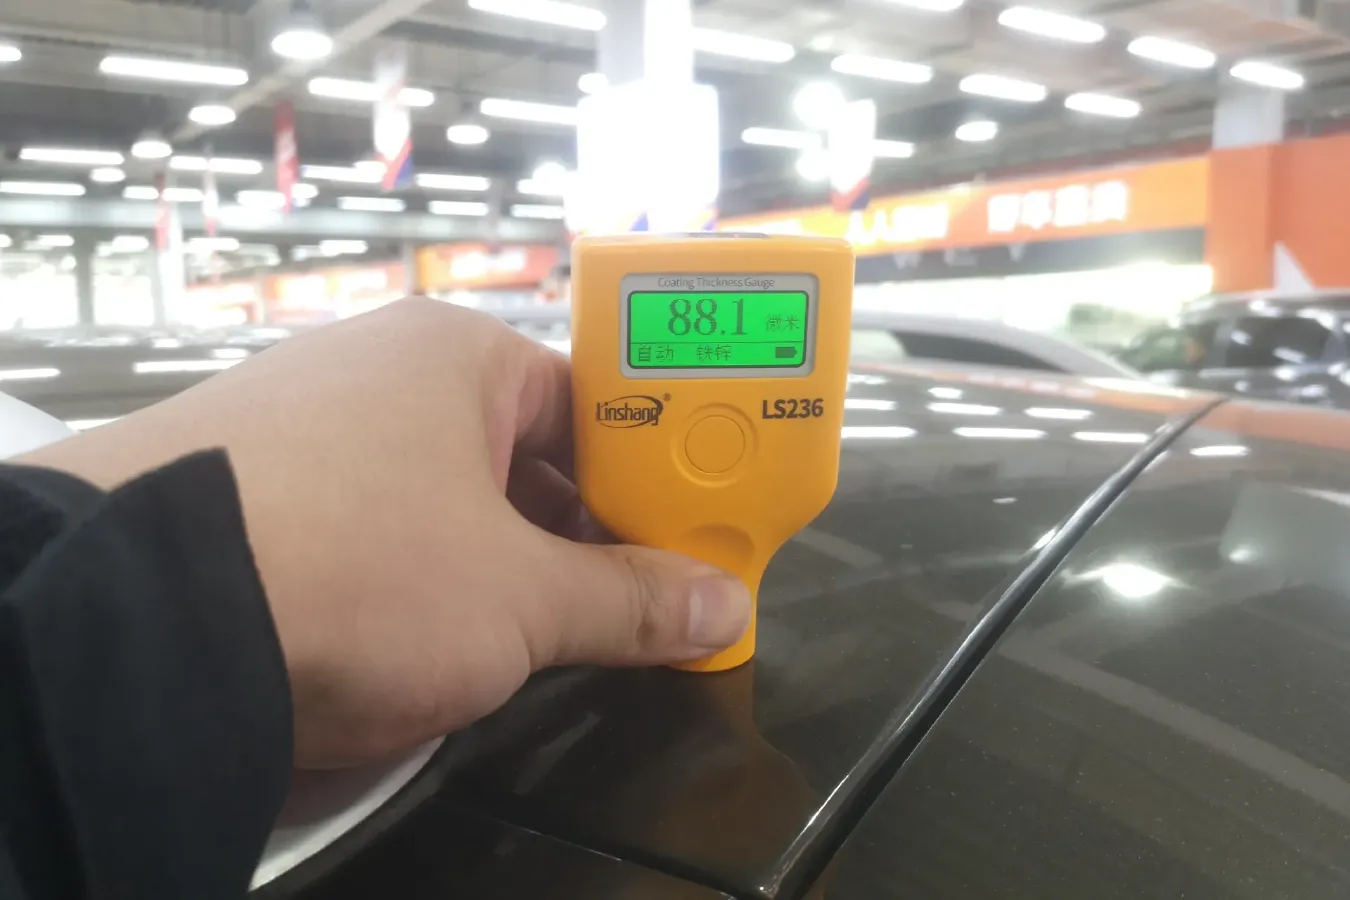 Coating Thickness Gauge
88.1 微米
自动 铁锌
Linshang®
LS236